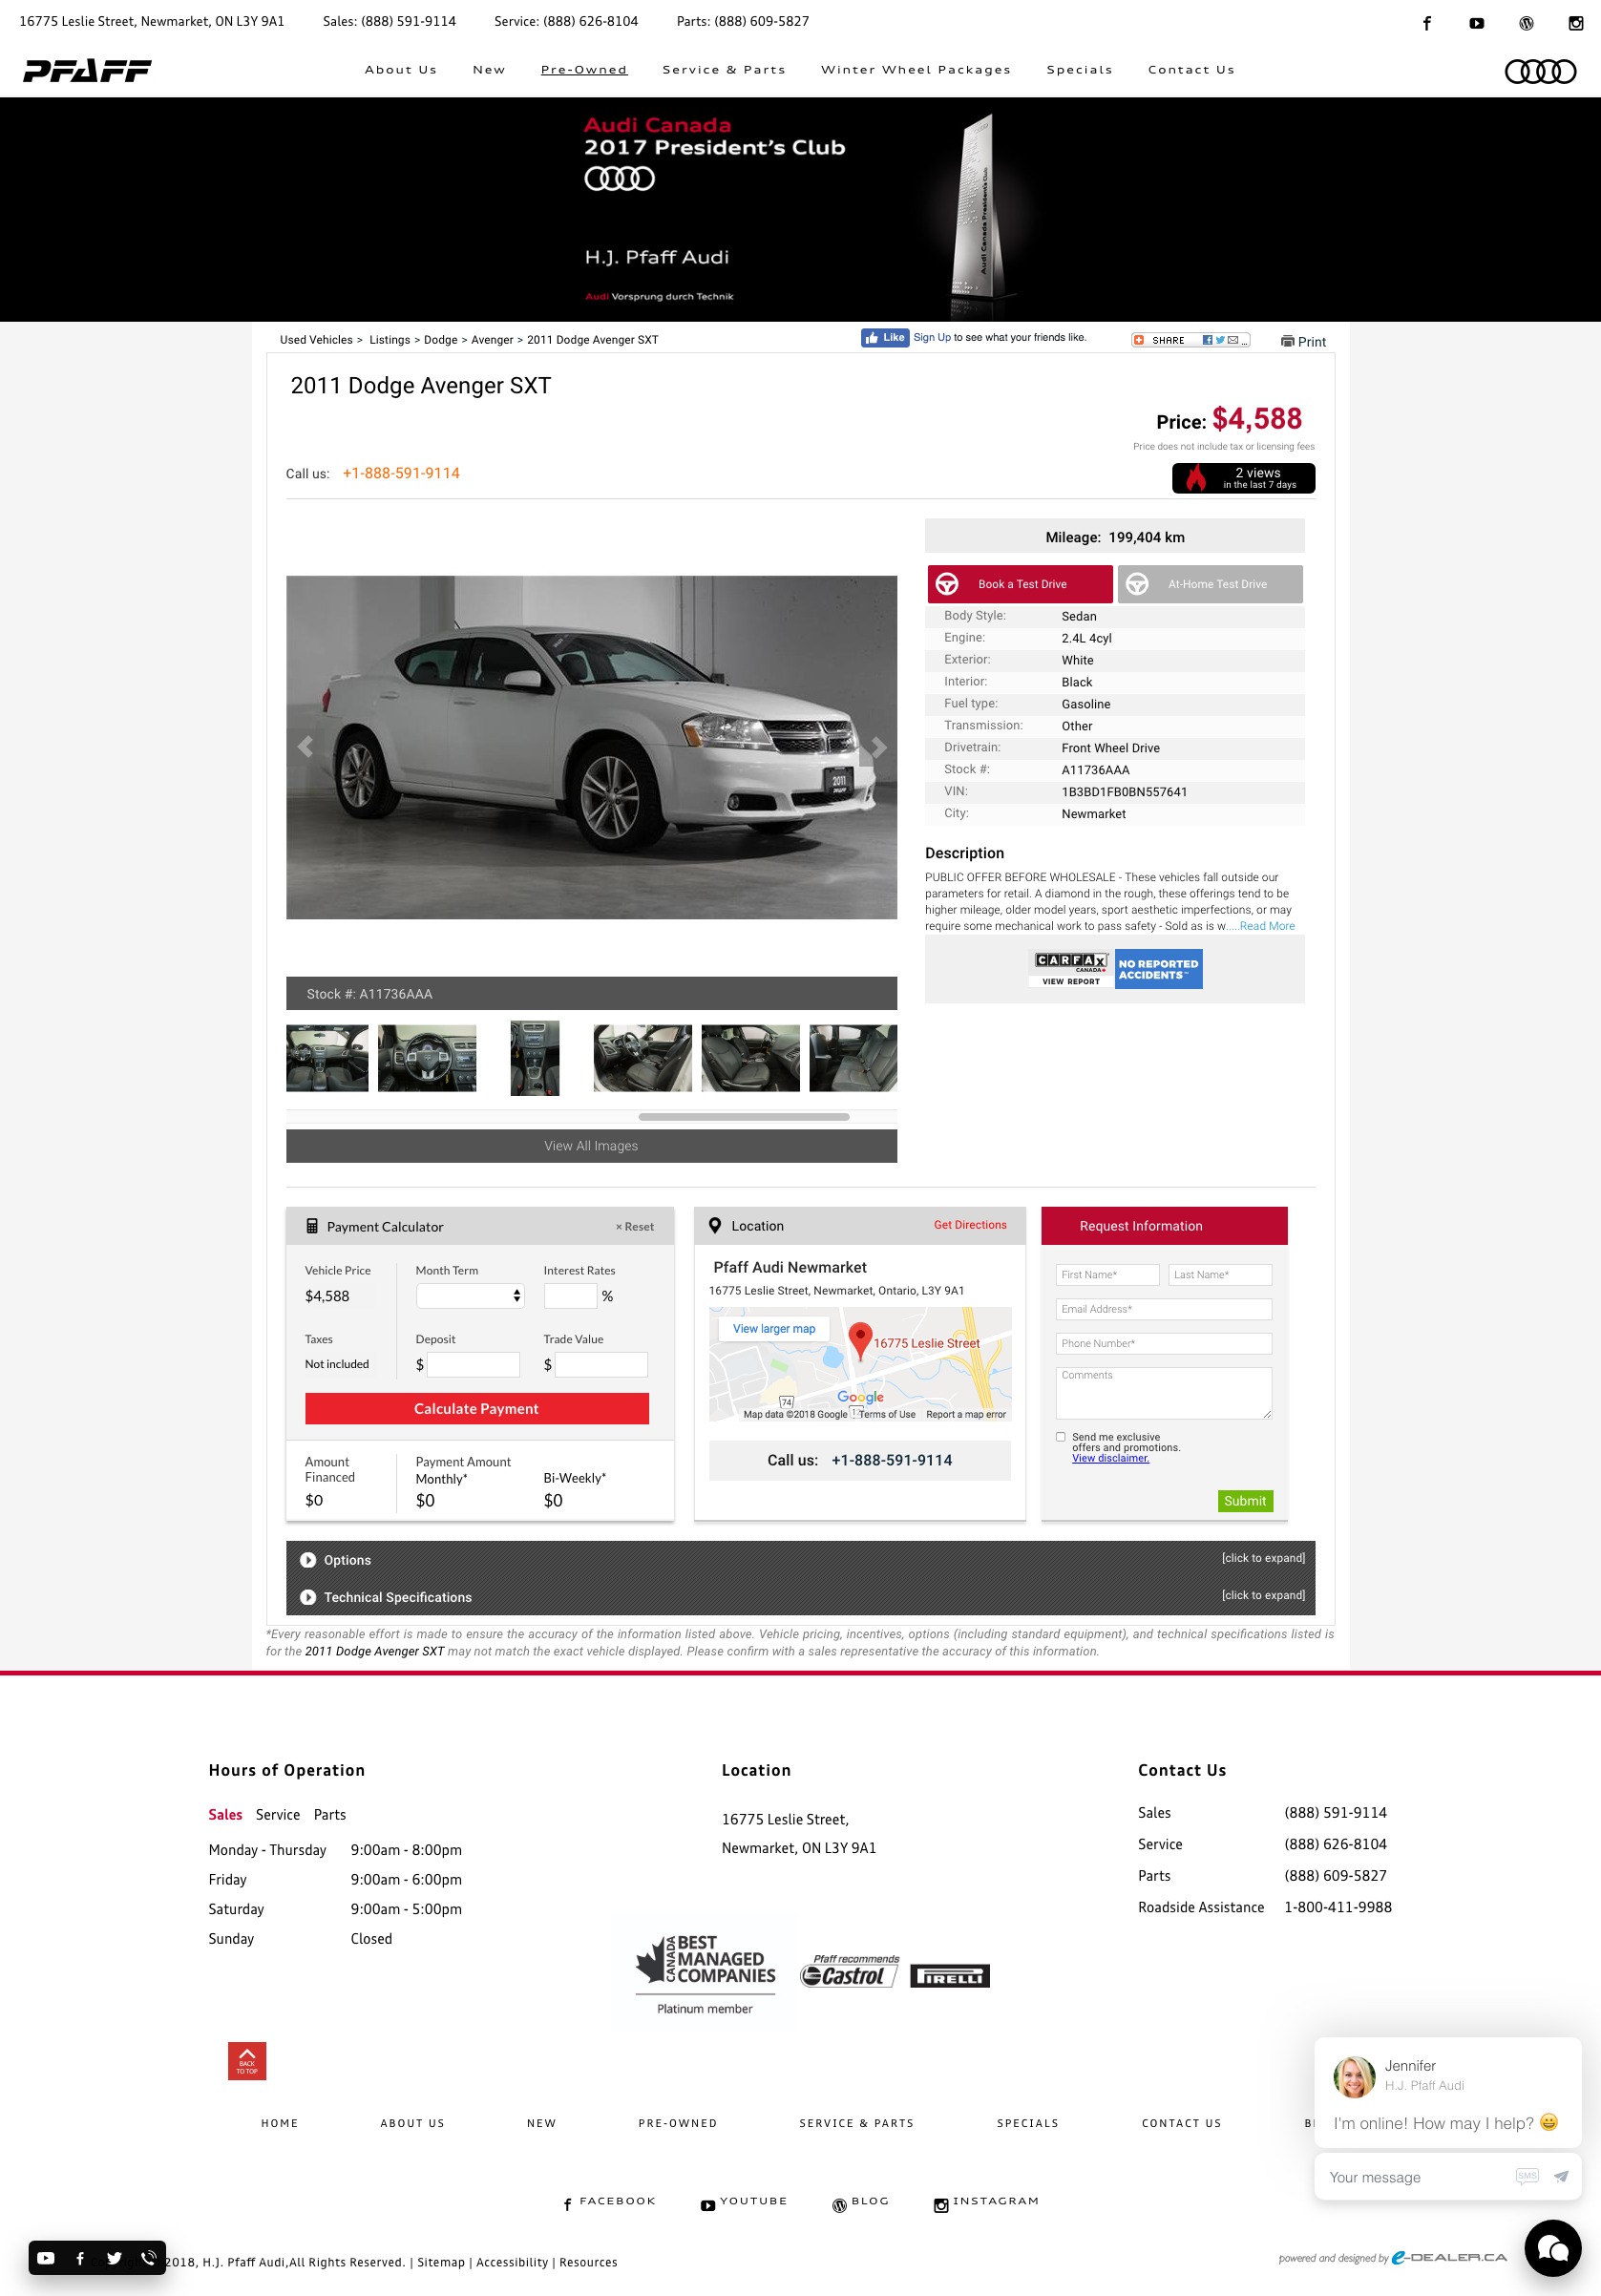 16775 Leslie Street, Newmarket, ON L3Y 9A1 Sales: (888) 591-9114 Service: (888) 626-8104 Parts: (888) 609-5827
PFAFF About Us New Pre-Owned Service & Parts Winter Wheel Packages Specials Contact Us
Audi Canada
2017 President's Club
Audi Canada President's Club
H.J. Pfaff Audi
Audi Vorsprung durch Technik
Used Vehicles > Listings > Dodge > Avenger > 2011 Dodge Avenger SXT
Like Sign Up to see what your friends like.
SHARE ...
Print
2011 Dodge Avenger SXT
Price: $4,588
Price does not include tax or licensing fees
Call us: +1-888-591-9114
2 views
in the last 7 days
Mileage: 199,404 km
Book a Test Drive
At-Home Test Drive
Body Style: Sedan
Engine: 2.4L 4cyl
Exterior: White
Interior: Black
Fuel type: Gasoline
Transmission: Other
Drivetrain: Front Wheel Drive
Stock #: A11736AAA
VIN: 1B3BD1FB0BN557641
City: Newmarket
2011
PFAFF
Description
PUBLIC OFFER BEFORE WHOLESALE - These vehicles fall outside our
parameters for retail. A diamond in the rough, these offerings tend to be
higher mileage, older model years, sport aesthetic imperfections, or may
require some mechanical work to pass safety - Sold as is w.....Read More
CARFAX
CANADA
VIEW REPORT
NO REPORTED
ACCIDENTS™
Stock #: A11736AAA
View All Images
Payment Calculator × Reset
Vehicle Price Month Term Interest Rates
$4,588 %
Taxes Deposit Trade Value
Not included $ $
Calculate Payment
Amount
Financed
$0
Payment Amount
Monthly* Bi-Weekly*
$0 $0
Location Get Directions
Pfaff Audi Newmarket
16775 Leslie Street, Newmarket, Ontario, L3Y 9A1
View larger map
16775 Leslie Street
74
Google
Map data ©2018 Google Terms of Use Report a map error
Call us: +1-888-591-9114
Request Information
First Name* Last Name*
Email Address*
Phone Number*
Comments
Send me exclusive
offers and promotions.
View disclaimer.
Submit
Options [click to expand]
Technical Specifications [click to expand]
*Every reasonable effort is made to ensure the accuracy of the information listed above. Vehicle pricing, incentives, options (including standard equipment), and technical specifications listed is
for the 2011 Dodge Avenger SXT may not match the exact vehicle displayed. Please confirm with a sales representative the accuracy of this information.
Hours of Operation
Sales Service Parts
Monday - Thursday 9:00am - 8:00pm
Friday 9:00am - 6:00pm
Saturday 9:00am - 5:00pm
Sunday Closed
Location
16775 Leslie Street,
Newmarket, ON L3Y 9A1
Contact Us
Sales (888) 591-9114
Service (888) 626-8104
Parts (888) 609-5827
Roadside Assistance 1-800-411-9988
CANADA
BEST
MANAGED
COMPANIES
Platinum member
Pfaff recommends
Castrol
PIRELLI
BACK
TO TOP
HOME ABOUT US NEW PRE-OWNED SERVICE & PARTS SPECIALS CONTACT US
Jennifer
H.J. Pfaff Audi
I'm online! How may I help? 😀
Your message SMS
FACEBOOK YOUTUBE BLOG INSTAGRAM
2018, H.J. Pfaff Audi,All Rights Reserved. | Sitemap | Accessibility | Resources
powered and designed by e-DEALER.CA